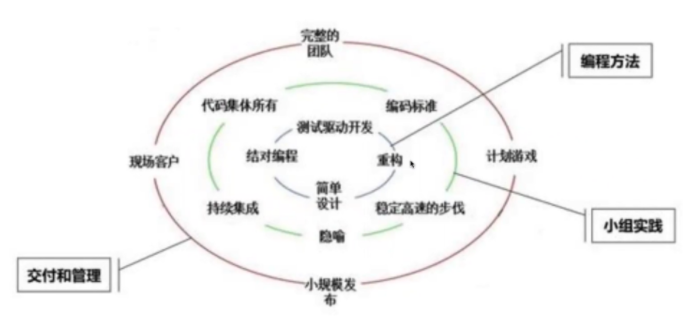 完整的
团队
编程方法
代码集体所有
编码标准
测试驱动开发
现场客户
结对编程
重构
计划游戏
简单
设计
持续集成
稳定高速的步伐
小组实践
隐喻
交付和管理
小规模发
布